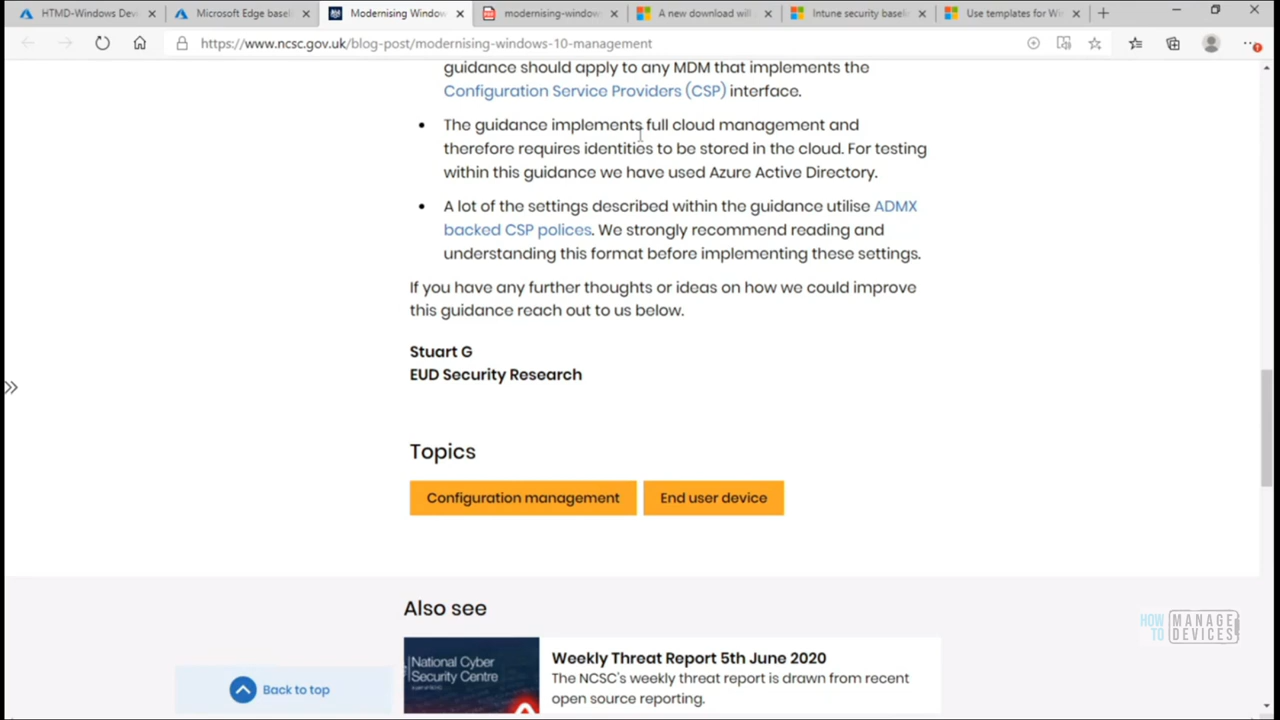 HTMD-Windows Devi
Microsoft Edge basel
Modernising Window
modernising-window
A new download will
Intune security basel
Use templates for Wi
https://www.ncsc.gov.uk/blog-post/modernising-windows-10-management
guidance should apply to any MDM that implements the
Configuration Service Providers (CSP) interface.
• The guidance implements full cloud management and
therefore requires identities to be stored in the cloud. For testing
within this guidance we have used Azure Active Directory.
• A lot of the settings described within the guidance utilise ADMX
backed CSP polices. We strongly recommend reading and
understanding this format before implementing these settings.
If you have any further thoughts or ideas on how we could improve
this guidance reach out to us below.
Stuart G
EUD Security Research
Topics
Configuration management
End user device
Also see
HOW TO MANAGE DEVICES
National Cyber
Security Centre
Weekly Threat Report 5th June 2020
The NCSC's weekly threat report is drawn from recent
open source reporting.
Back to top